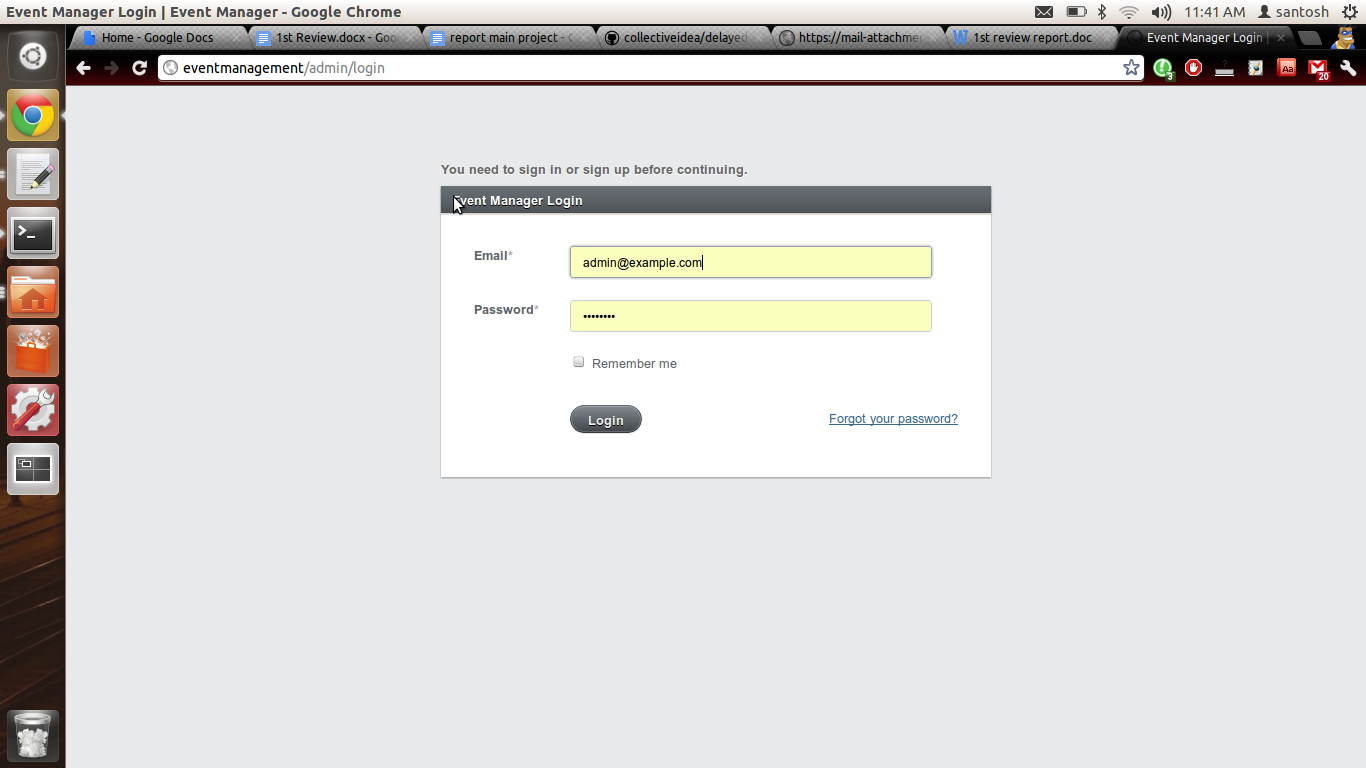 Event Manager Login | Event Manager - Google Chrome
11:41 AM santosh
Home - Google Docs
1st Review.docx - Goo
report main project - G
collectiveidea/delayed
https://mail-attachme
1st review report.doc
Event Manager Login |
eventmanagement/admin/login
3
Aa
20
You need to sign in or sign up before continuing.
Event Manager Login
Email*
admin@example.com
Password*
••••••••
Remember me
Login
Forgot your password?